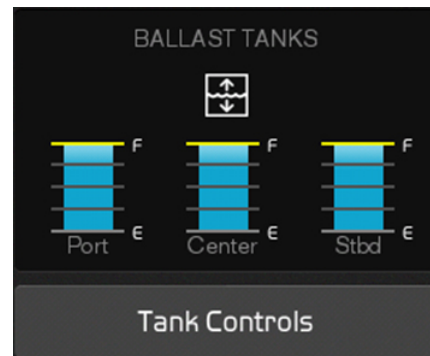 BALLAST TANKS
F F F
E E E
Port Center Stbd
Tank Controls